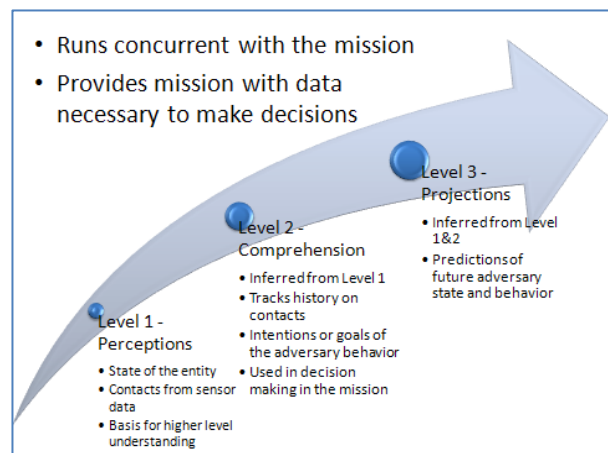 • Runs concurrent with the mission
• Provides mission with data
necessary to make decisions
Level 1 -
Perceptions
• State of the entity
• Contacts from sensor
data
• Basis for higher level
understanding
Level 2 -
Comprehension
• Inferred from Level 1
• Tracks history on
contacts
• Intentions or goals of
the adversary behavior
• Used in decision
making in the mission
Level 3 -
Projections
• Inferred from Level
1&2
• Predictions of
future adversary
state and behavior